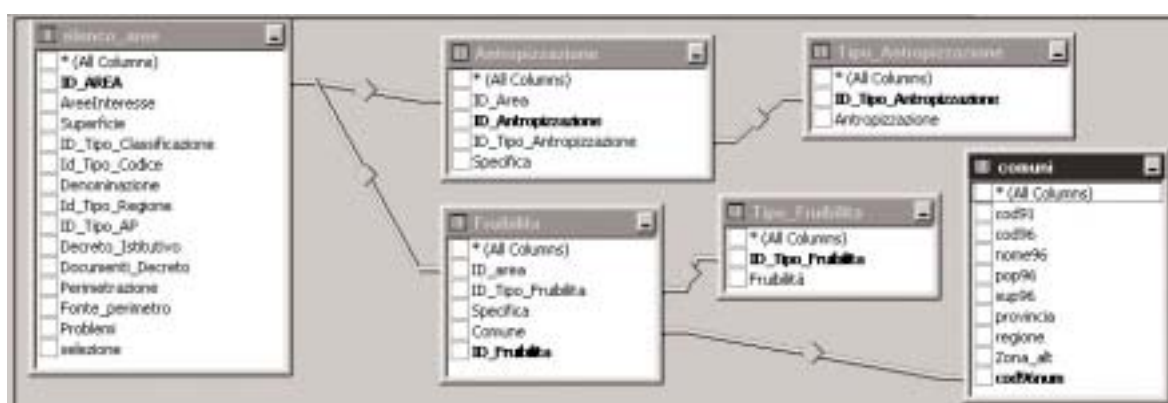 elenco_aree
* (All Columns)
ID_AREA
AreeInteresse
Superficie
ID_Tipo_Classificazione
Id_Tipo_Codice
Denominazione
Id_Tipo_Regione
ID_Tipo_AP
Decreto_Istitutivo
Documenti_Decreto
Perimetrazione
Fonte_perimetro
Problemi
selezione
Antropizzazione
* (All Columns)
ID_Area
ID_Antropizzazione
ID_Tipo_Antropizzazione
Specifica
Tipo_Antropizzazione
* (All Columns)
ID_Tipo_Antropizzazione
Antropizzazione
Fruibilita
* (All Columns)
ID_area
ID_Tipo_Fruibilita
Specifica
Comune
ID_Fruibilita
Tipo_Fruibilita
* (All Columns)
ID_Tipo_Fruibilita
Fruibilità
comuni
* (All Columns)
cod91
cod96
nome96
pop96
sup96
provincia
regione
Zona_alt
cod96num